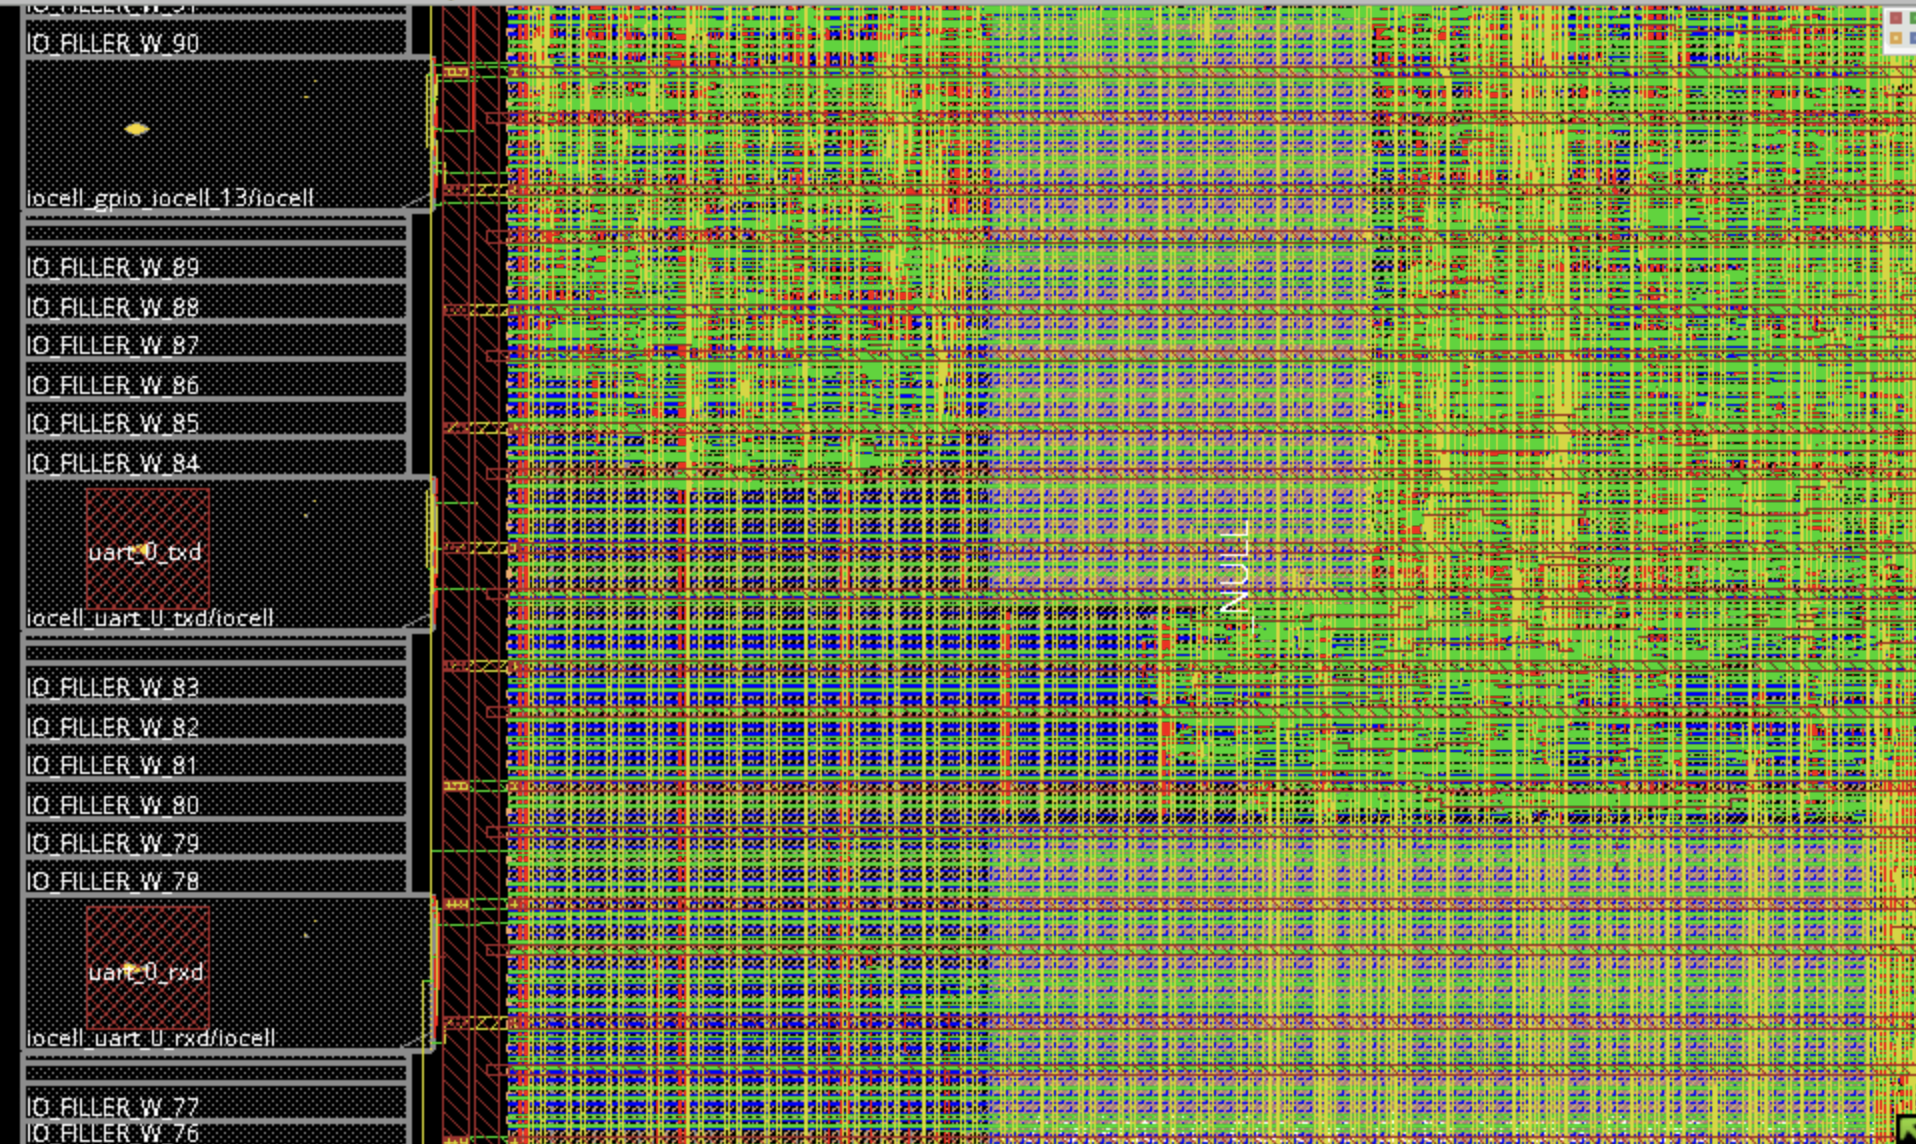 IO_FILLER_W_91
IO_FILLER_W_90
iocell_gpio_iocell_13/iocell
IO_FILLER_W_89
IO_FILLER_W_88
IO_FILLER_W_87
IO_FILLER_W_86
IO_FILLER_W_85
IO_FILLER_W_84
uart_0_txd
NULL
iocell_uart_0_txd/iocell
IO_FILLER_W_83
IO_FILLER_W_82
IO_FILLER_W_81
IO_FILLER_W_80
IO_FILLER_W_79
IO_FILLER_W_78
uart_0_rxd
iocell_uart_0_rxd/iocell
IO_FILLER_W_77
IO_FILLER_W_76